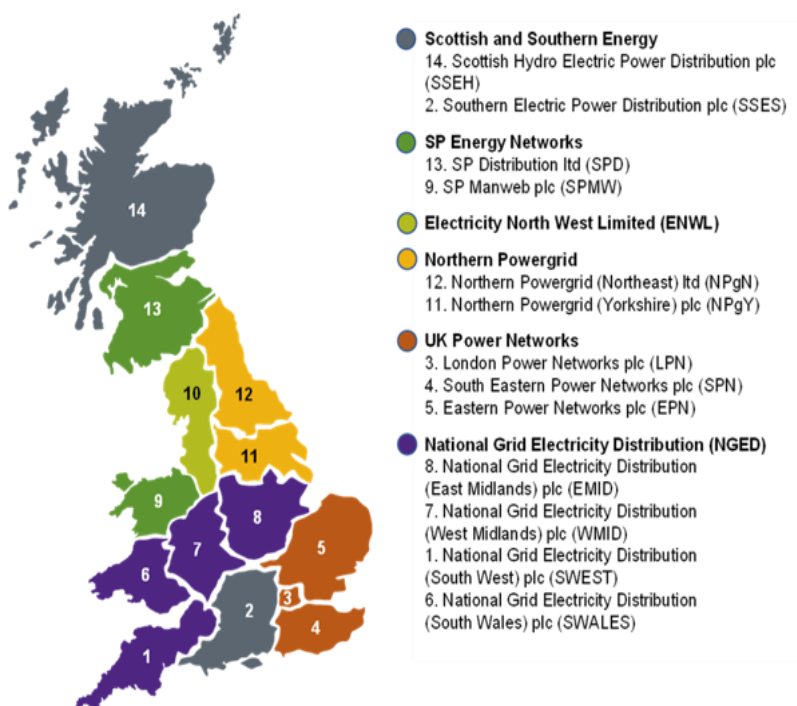 Scottish and Southern Energy
14. Scottish Hydro Electric Power Distribution plc
(SSEH)
2. Southern Electric Power Distribution plc (SSES)
SP Energy Networks
13. SP Distribution ltd (SPD)
9. SP Manweb plc (SPMW)
Electricity North West Limited (ENWL)
Northern Powergrid
12. Northern Powergrid (Northeast) ltd (NPgN)
11. Northern Powergrid (Yorkshire) plc (NPgY)
UK Power Networks
3. London Power Networks plc (LPN)
4. South Eastern Power Networks plc (SPN)
5. Eastern Power Networks plc (EPN)
National Grid Electricity Distribution (NGED)
8. National Grid Electricity Distribution
(East Midlands) plc (EMID)
7. National Grid Electricity Distribution
(West Midlands) plc (WMID)
1. National Grid Electricity Distribution
(South West) plc (SWEST)
6. National Grid Electricity Distribution
(South Wales) plc (SWALES)
14
13
10
12
11
9
8
7
5
6
3
2
4
1